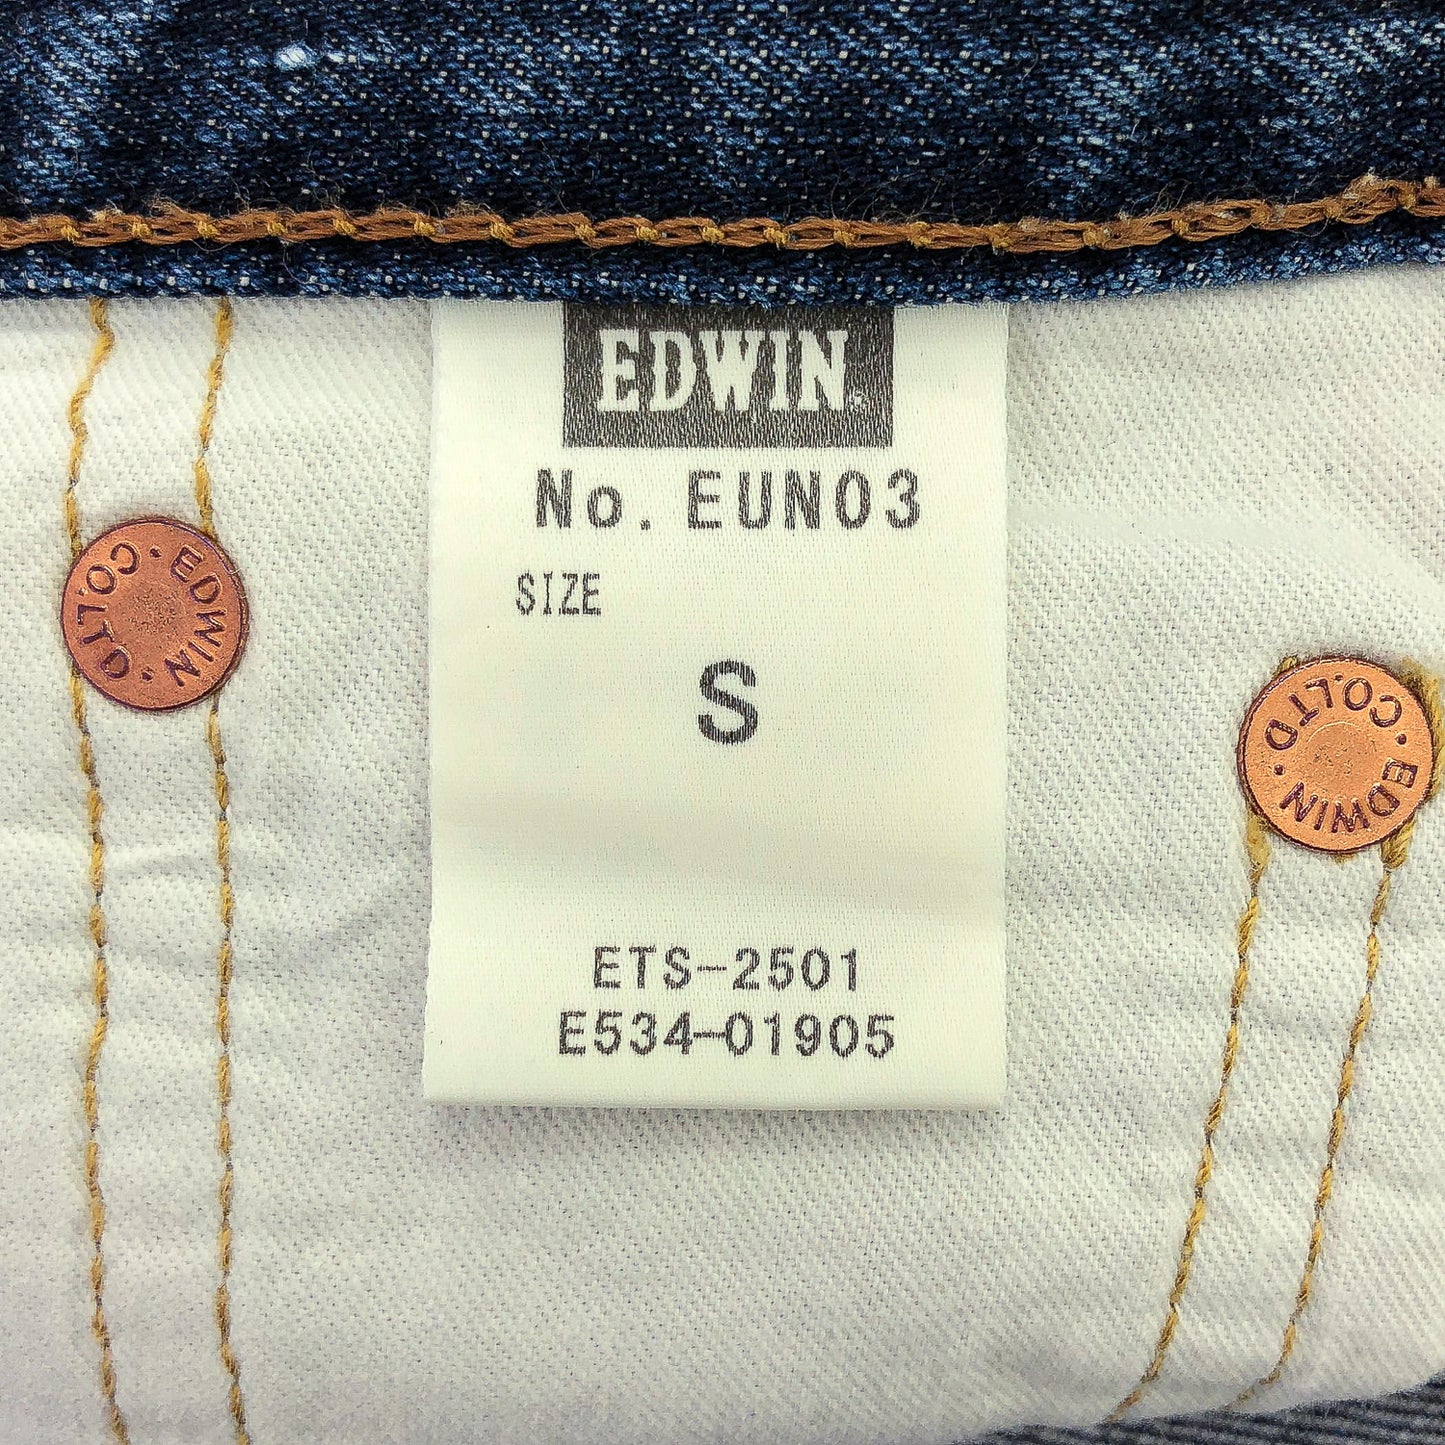 EDWIN
No. EUN03
SIZE
S
ETS-2501
E534-01905
EDWIN · CO.LTD ·
EDWIN · CO.LTD ·